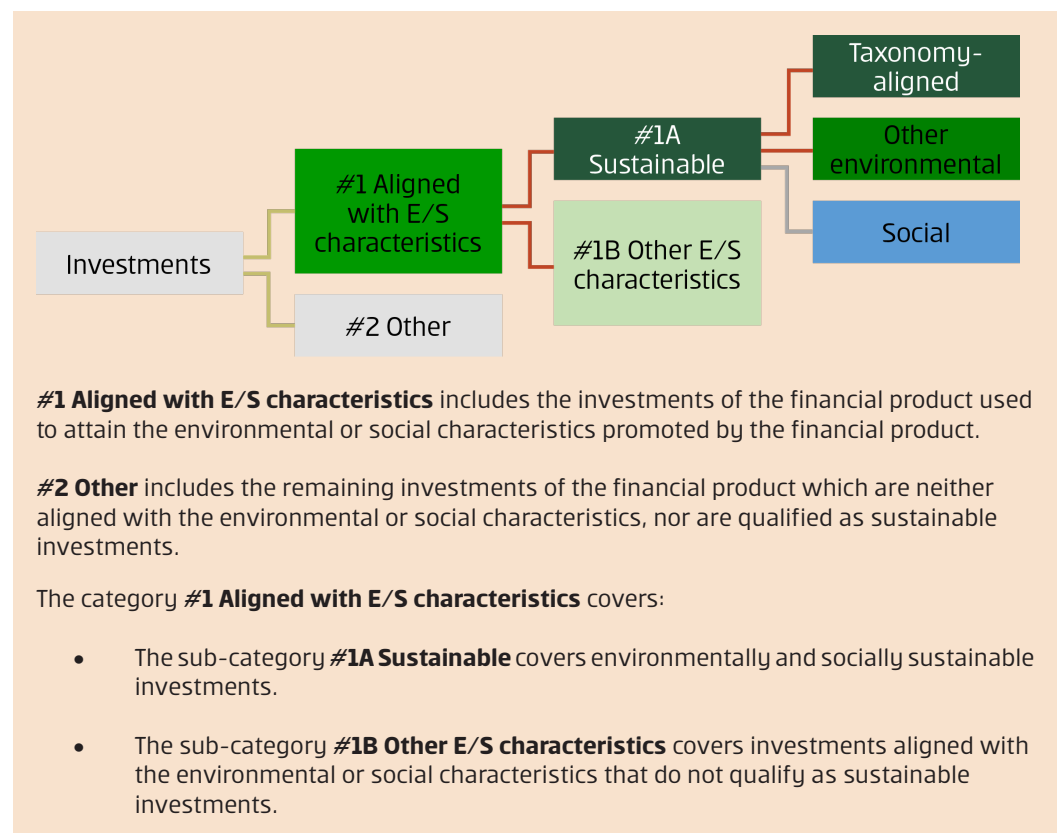 Taxonomy-
aligned
#1A
Sustainable
Other
environmental
#1 Aligned
with E/S
characteristics
Social
#1B Other E/S
characteristics
Investments
#2 Other
#1 Aligned with E/S characteristics includes the investments of the financial product used
to attain the environmental or social characteristics promoted by the financial product.
#2 Other includes the remaining investments of the financial product which are neither
aligned with the environmental or social characteristics, nor are qualified as sustainable
investments.
The category #1 Aligned with E/S characteristics covers:
• The sub-category #1A Sustainable covers environmentally and socially sustainable
investments.
• The sub-category #1B Other E/S characteristics covers investments aligned with
the environmental or social characteristics that do not qualify as sustainable
investments.